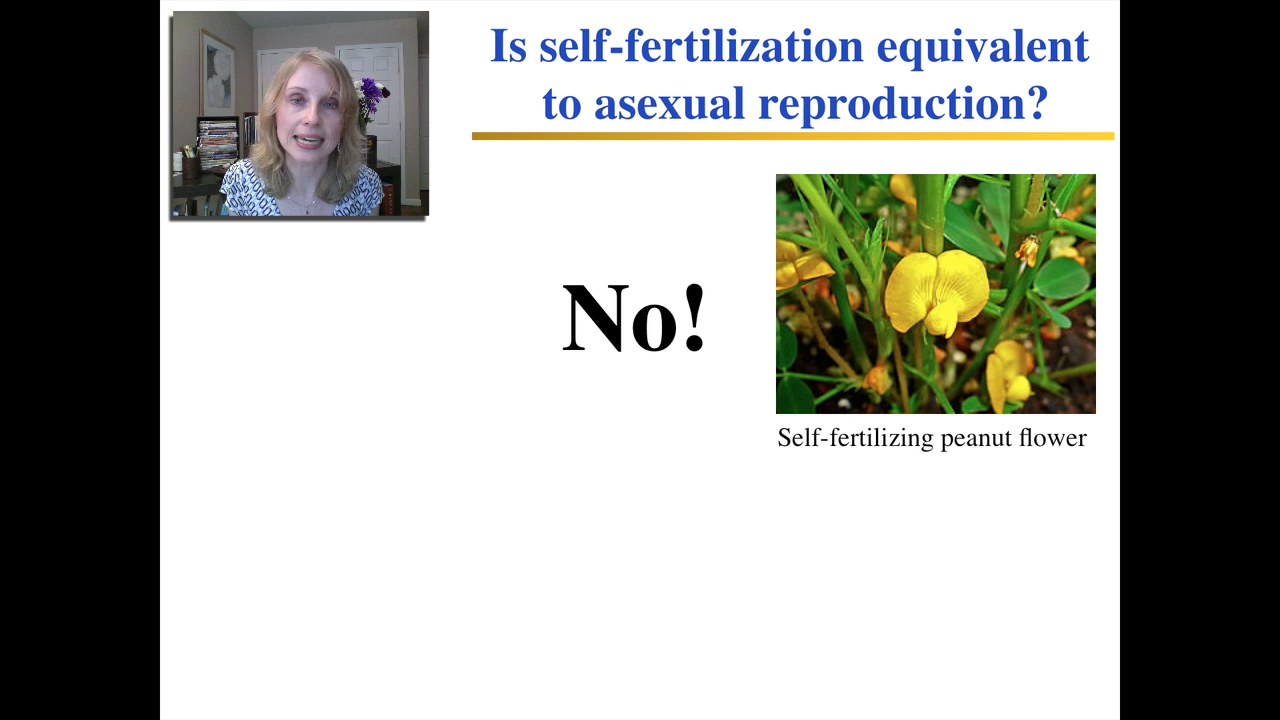 Is self-fertilization equivalent
to asexual reproduction?
No!
Self-fertilizing peanut flower